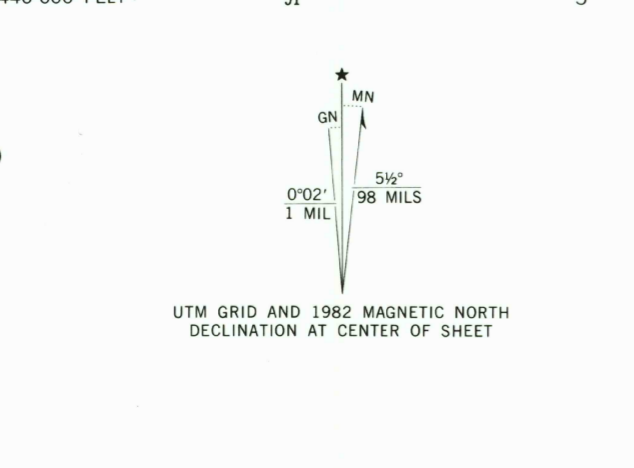 MN
GN
5½°
98 MILS
0°02'
1 MIL
UTM GRID AND 1982 MAGNETIC NORTH
DECLINATION AT CENTER OF SHEET